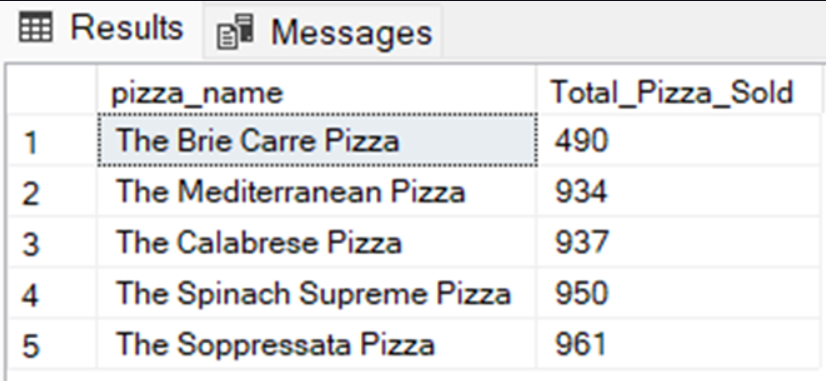 Results Messages
pizza_name Total_Pizza_Sold
1 The Brie Carre Pizza 490
2 The Mediterranean Pizza 934
3 The Calabrese Pizza 937
4 The Spinach Supreme Pizza 950
5 The Soppressata Pizza 961